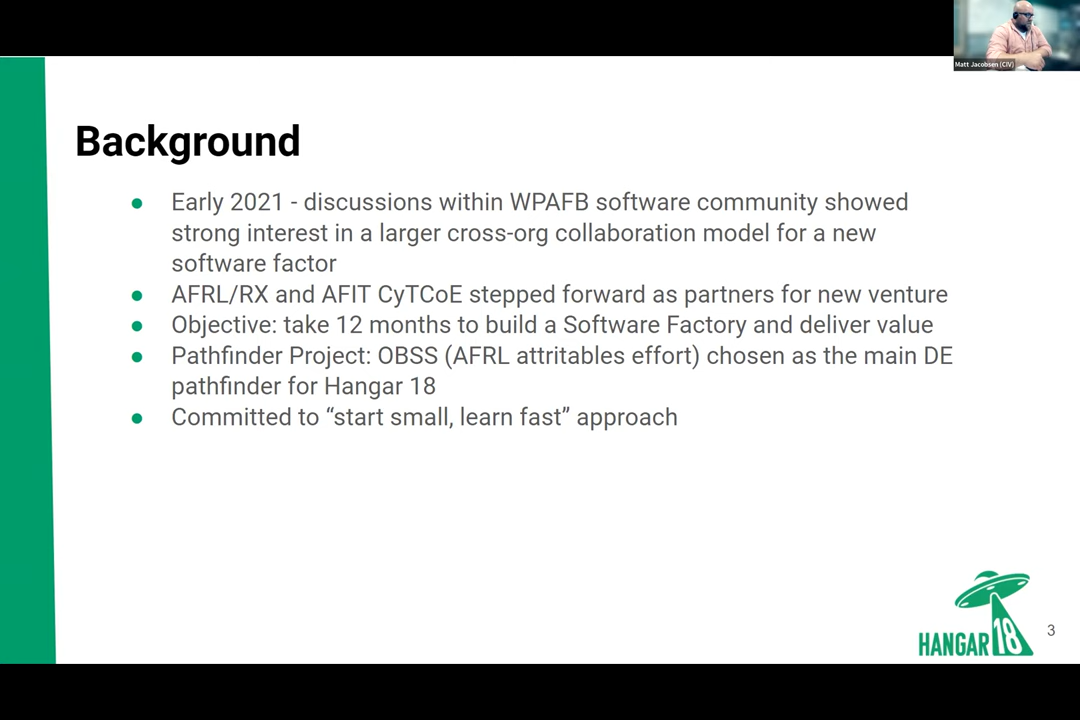 Matt Jacobsen (CIV)
Background
● Early 2021 - discussions within WPAFB software community showed
strong interest in a larger cross-org collaboration model for a new
software factor
● AFRL/RX and AFIT CyTCoE stepped forward as partners for new venture
● Objective: take 12 months to build a Software Factory and deliver value
● Pathfinder Project: OBSS (AFRL attritables effort) chosen as the main DE
pathfinder for Hangar 18
● Committed to “start small, learn fast” approach
HANGAR 18
3